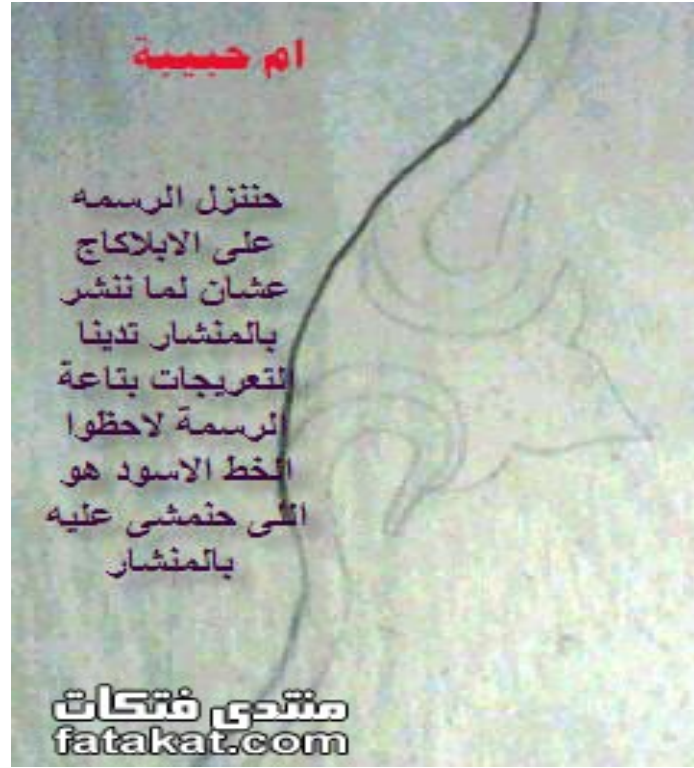 ام حبيبة
حننزل الرسمه
على الابلاكاج
عشان لما ننشر
بالمنشار تدينا
التعريجات بتاعة
الرسمة لاحظوا
الخط الاسود هو
اللى حنمشى عليه
بالمنشار
منتدى فتكات
fatakat.com